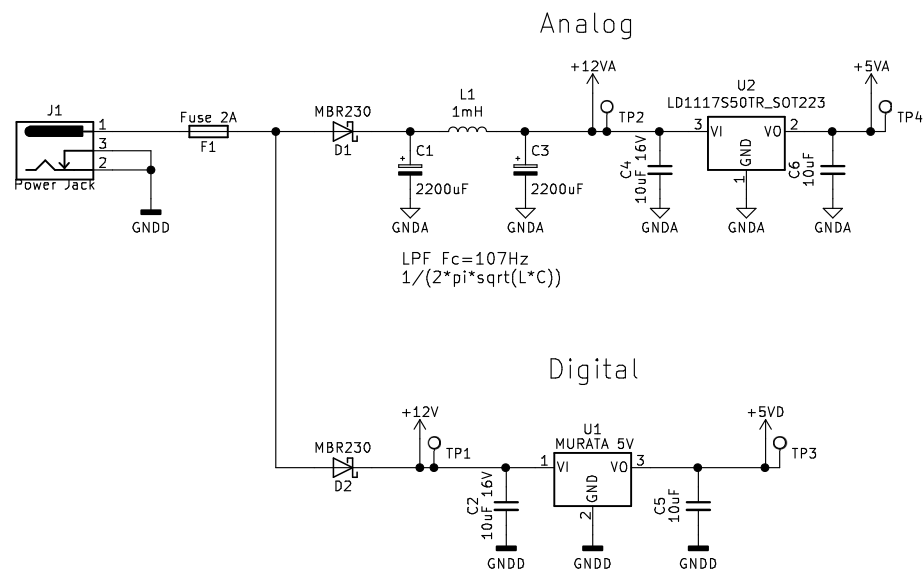 Analog
+12VA
+5VA
U2
LD1117S50TR_SOT223
J1
Fuse 2A
MBR230
L1
1mH
TP2
TP4
1
3
2
F1
D1
3
VI
VO
2
GND
1
C1
C3
C4
10uF 16V
C6
10uF
Power Jack
2200uF
2200uF
GNDD
GNDA
GNDA
GNDA
GNDA
GNDA
LPF Fc=107Hz
1/(2*pi*sqrt(L*C))
Digital
+12V
+5VD
U1
MURATA 5V
MBR230
TP1
TP3
D2
1
VI
VO
3
GND
2
C2
10uF 16V
C5
10uF
GNDD
GNDD
GNDD